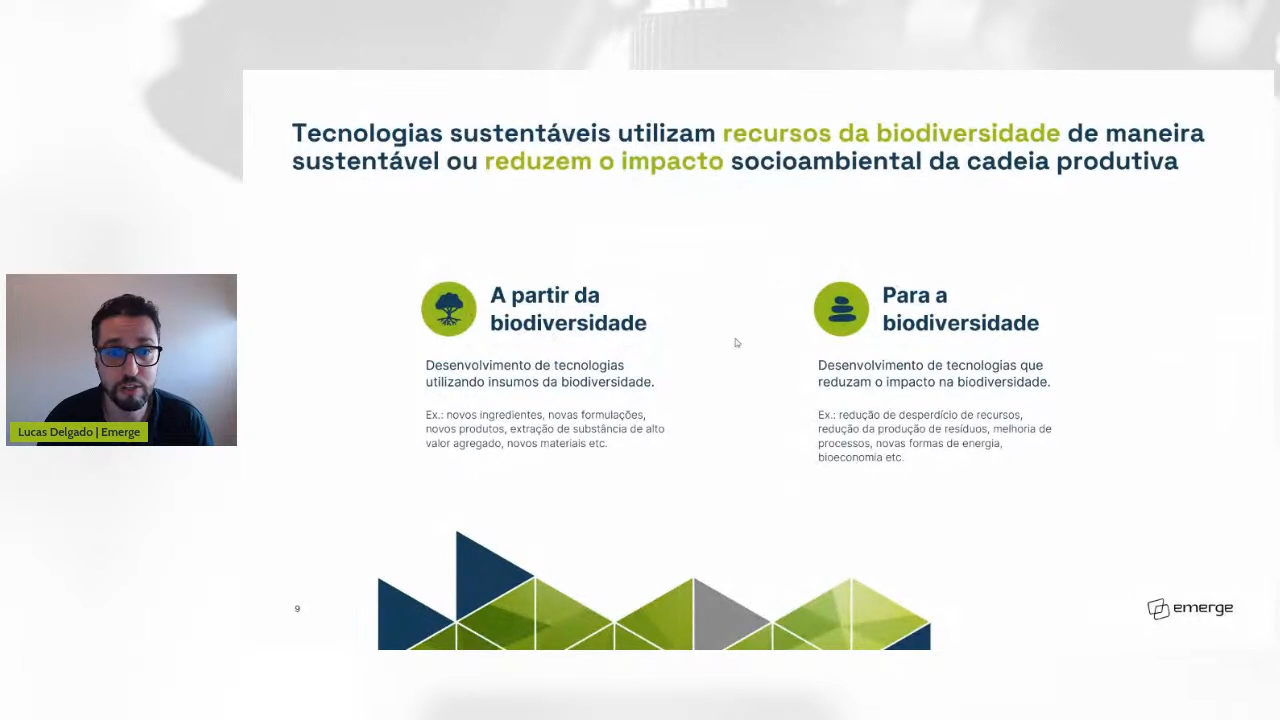 Tecnologias sustentáveis utilizam recursos da biodiversidade de maneira
sustentável ou reduzem o impacto socioambiental da cadeia produtiva
A partir da
biodiversidade
Desenvolvimento de tecnologias
utilizando insumos da biodiversidade.
Ex.: novos ingredientes, novas formulações,
novos produtos, extração de substância de alto
valor agregado, novos materiais etc.
Para a
biodiversidade
Desenvolvimento de tecnologias que
reduzam o impacto na biodiversidade.
Ex.: redução de desperdício de recursos,
redução da produção de resíduos, melhoria de
processos, novas formas de energia,
bioeconomia etc.
Lucas Delgado | Emerge
9
emerge